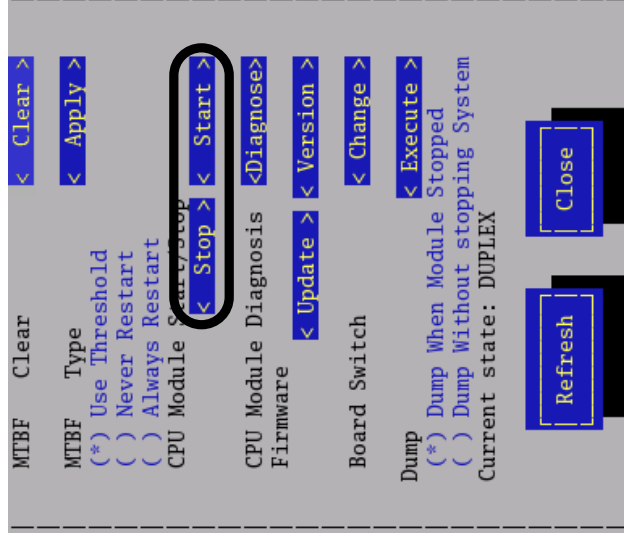 MTBF Clear < Clear >
MTBF Type < Apply >
(*) Use Threshold
( ) Never Restart
( ) Always Restart
CPU Module Start/Stop
< Stop > < Start >
CPU Module Diagnosis <Diagnose>
Firmware
< Update > < Version >
Board Switch < Change >
Dump < Execute >
(*) Dump When Module Stopped
( ) Dump Without stopping System
Current state: DUPLEX
Refresh Close